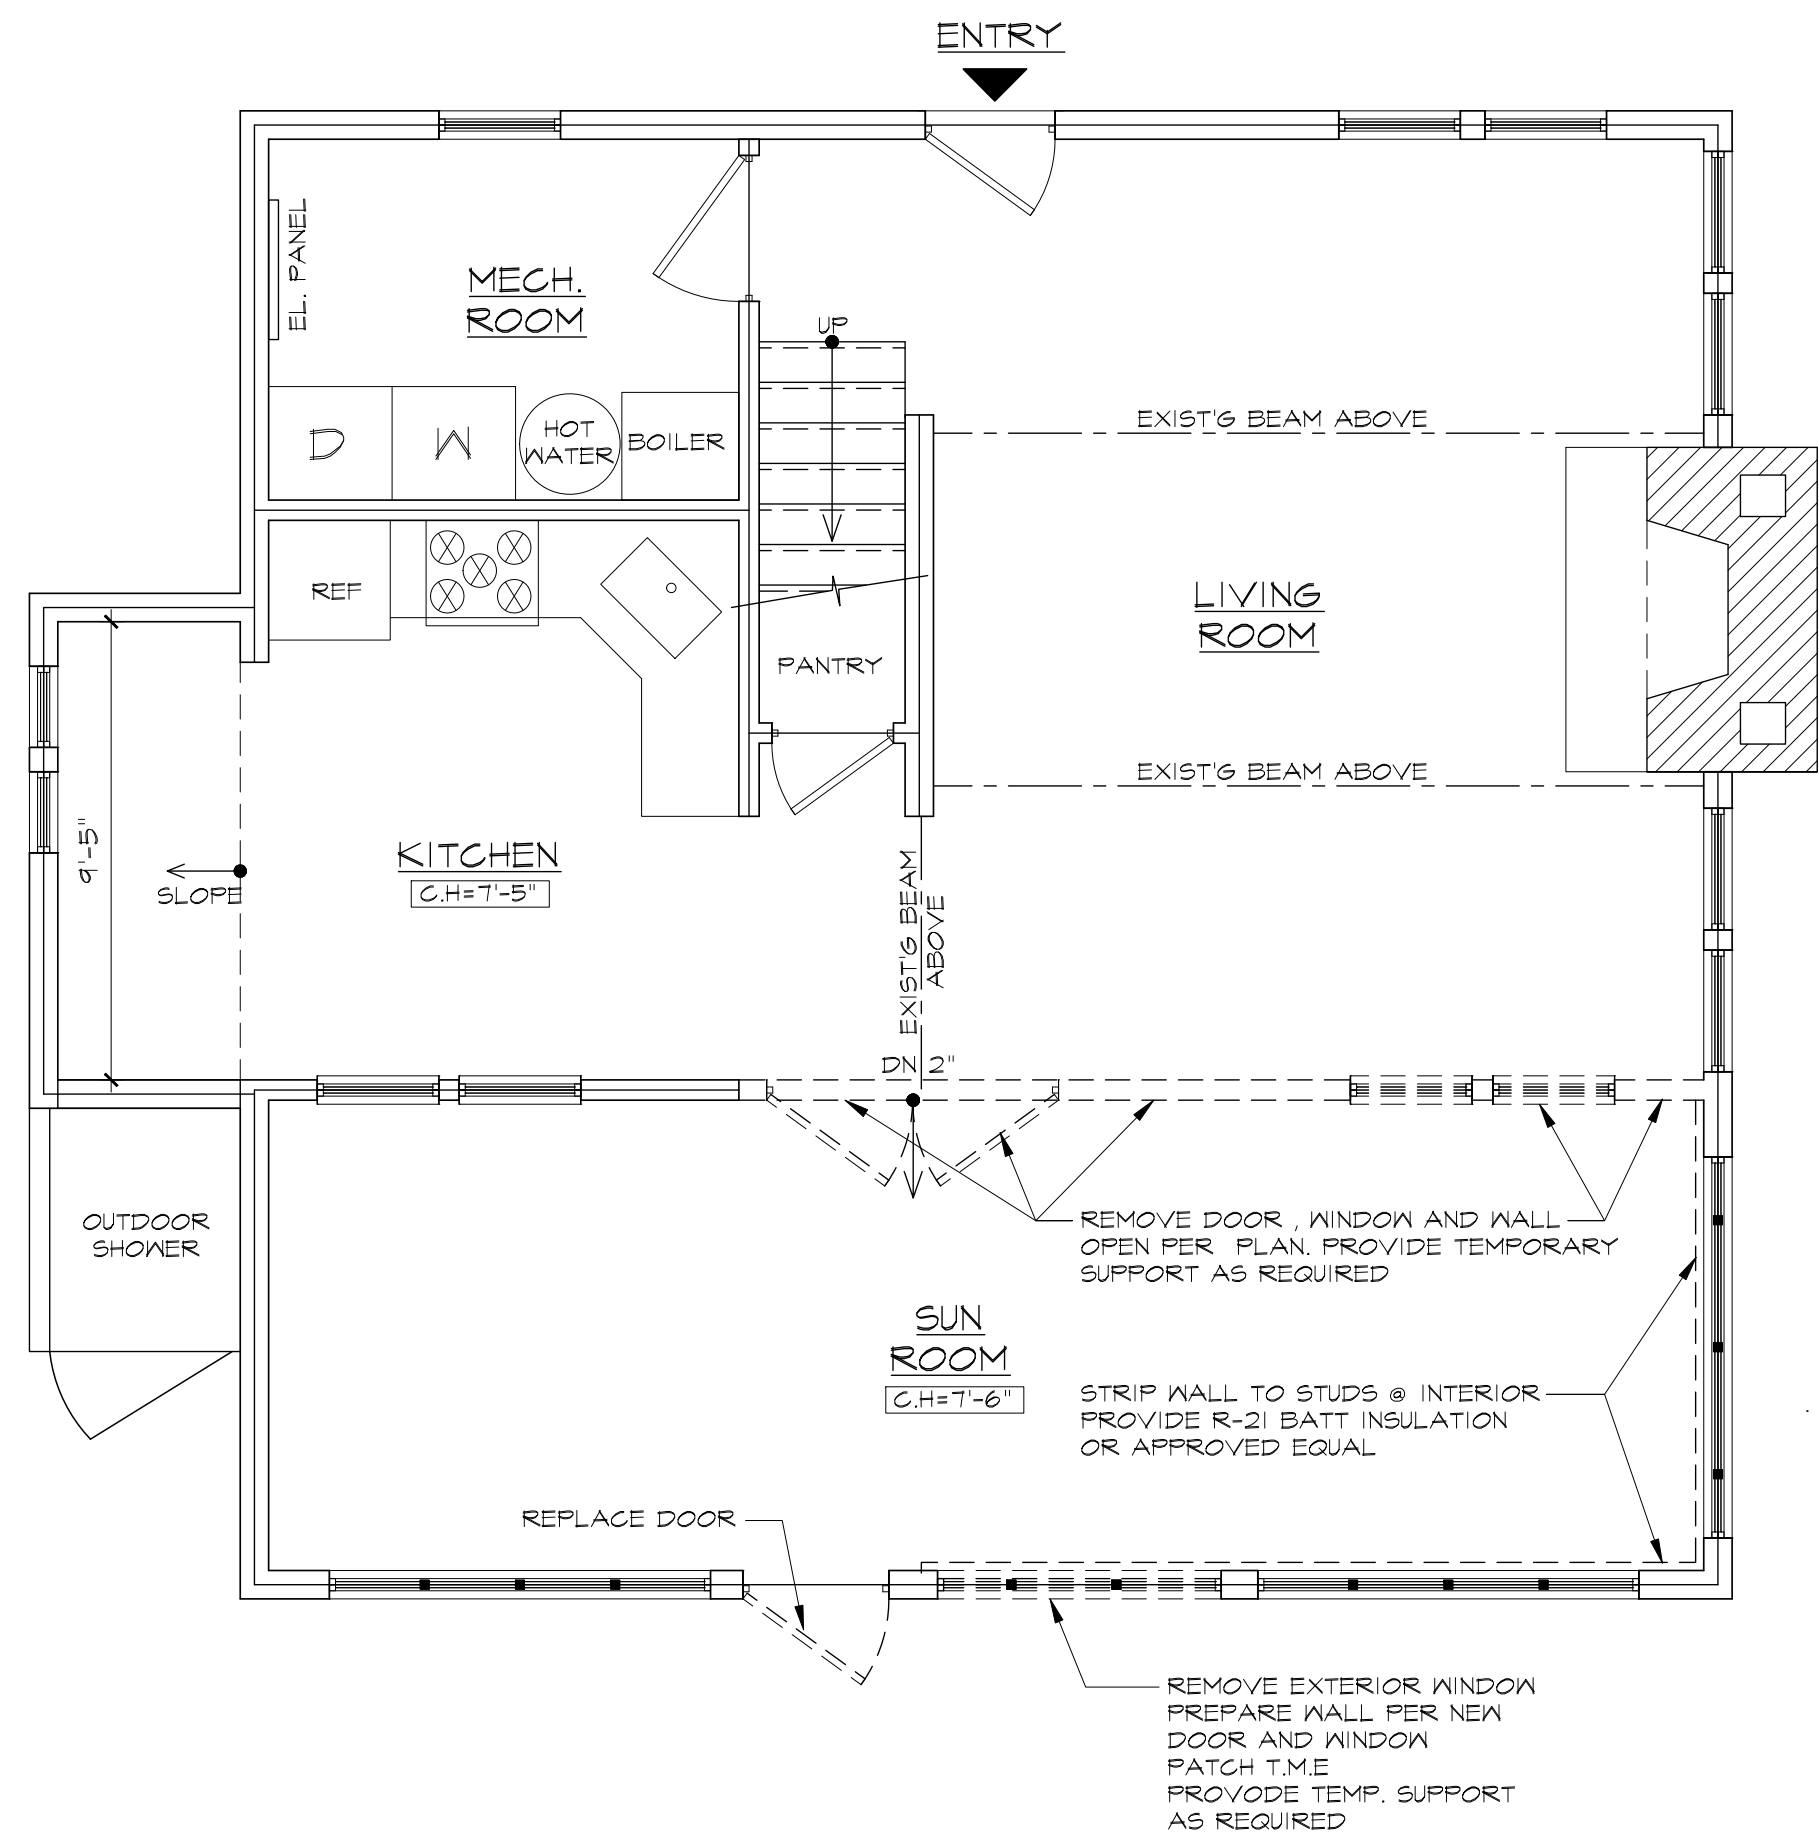 ENTRY
EL. PANEL
MECH.
ROOM
UP
D
W
HOT
WATER
BOILER
EXIST'G BEAM ABOVE
REF
LIVING
ROOM
PANTRY
EXIST'G BEAM ABOVE
9'-5"
SLOPE
KITCHEN
C.H=7'-5"
EXIST'G BEAM
ABOVE
DN 2"
OUTDOOR
SHOWER
REMOVE DOOR , WINDOW AND WALL
OPEN PER PLAN. PROVIDE TEMPORARY
SUPPORT AS REQUIRED
SUN
ROOM
C.H=7'-6"
STRIP WALL TO STUDS @ INTERIOR
PROVIDE R-21 BATT INSULATION
OR APPROVED EQUAL
REPLACE DOOR
REMOVE EXTERIOR WINDOW
PREPARE WALL PER NEW
DOOR AND WINDOW
PATCH T.M.E
PROVODE TEMP. SUPPORT
AS REQUIRED